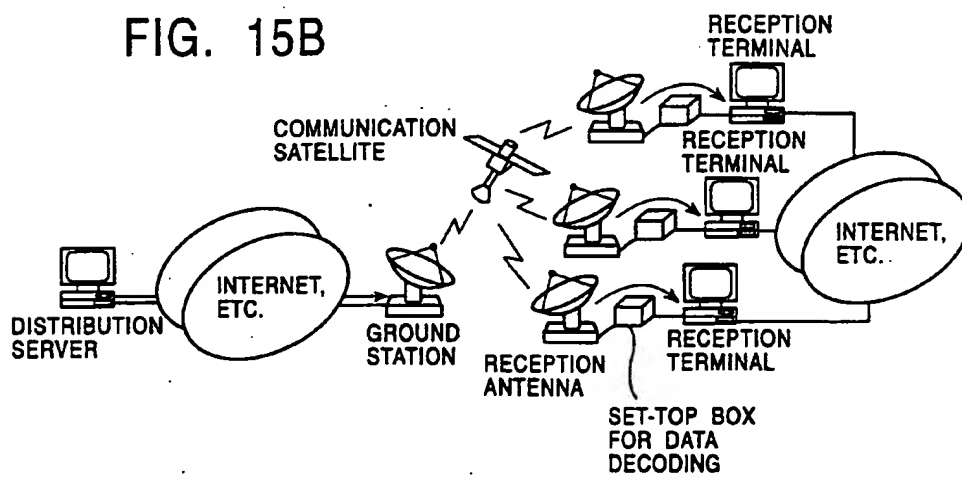 FIG. 15B
RECEPTION
TERMINAL
COMMUNICATION
SATELLITE
RECEPTION
TERMINAL
INTERNET,
ETC.
INTERNET,
ETC.
DISTRIBUTION
SERVER
GROUND
STATION
RECEPTION
ANTENNA
RECEPTION
TERMINAL
SET-TOP BOX
FOR DATA
DECODING